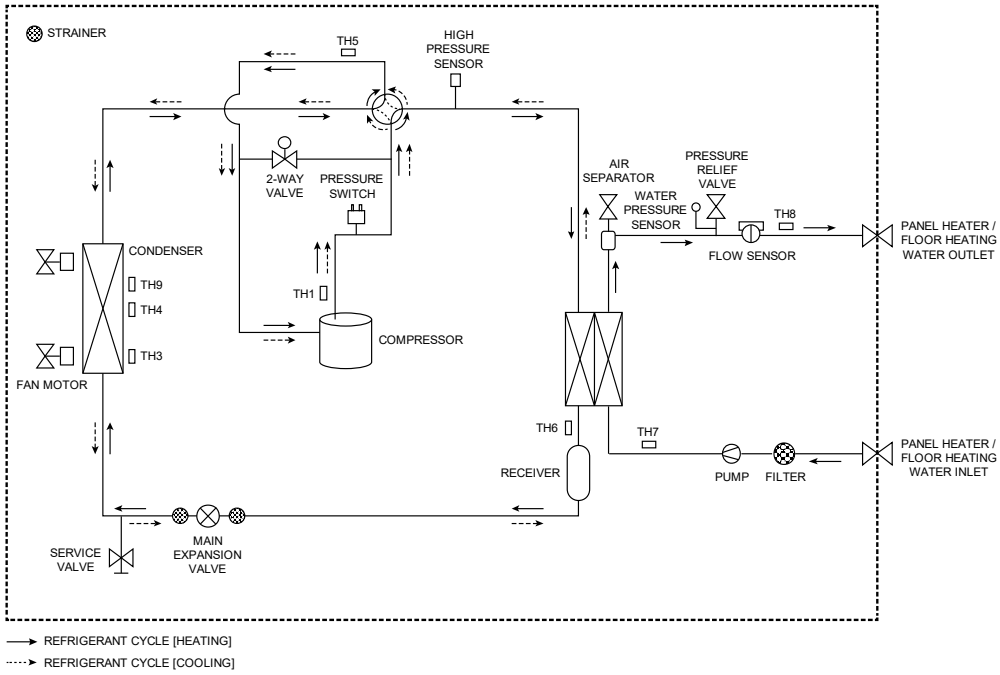 STRAINER
TH5
HIGH
PRESSURE
SENSOR
2-WAY
VALVE
PRESSURE
SWITCH
AIR
SEPARATOR
WATER
PRESSURE
SENSOR
PRESSURE
RELIEF
VALVE
TH8
FLOW SENSOR
PANEL HEATER /
FLOOR HEATING
WATER OUTLET
CONDENSER
TH9
TH4
TH3
FAN MOTOR
TH1
COMPRESSOR
TH6
TH7
RECEIVER
PUMP
FILTER
PANEL HEATER /
FLOOR HEATING
WATER INLET
SERVICE
VALVE
MAIN
EXPANSION
VALVE
REFRIGERANT CYCLE [HEATING]
REFRIGERANT CYCLE [COOLING]